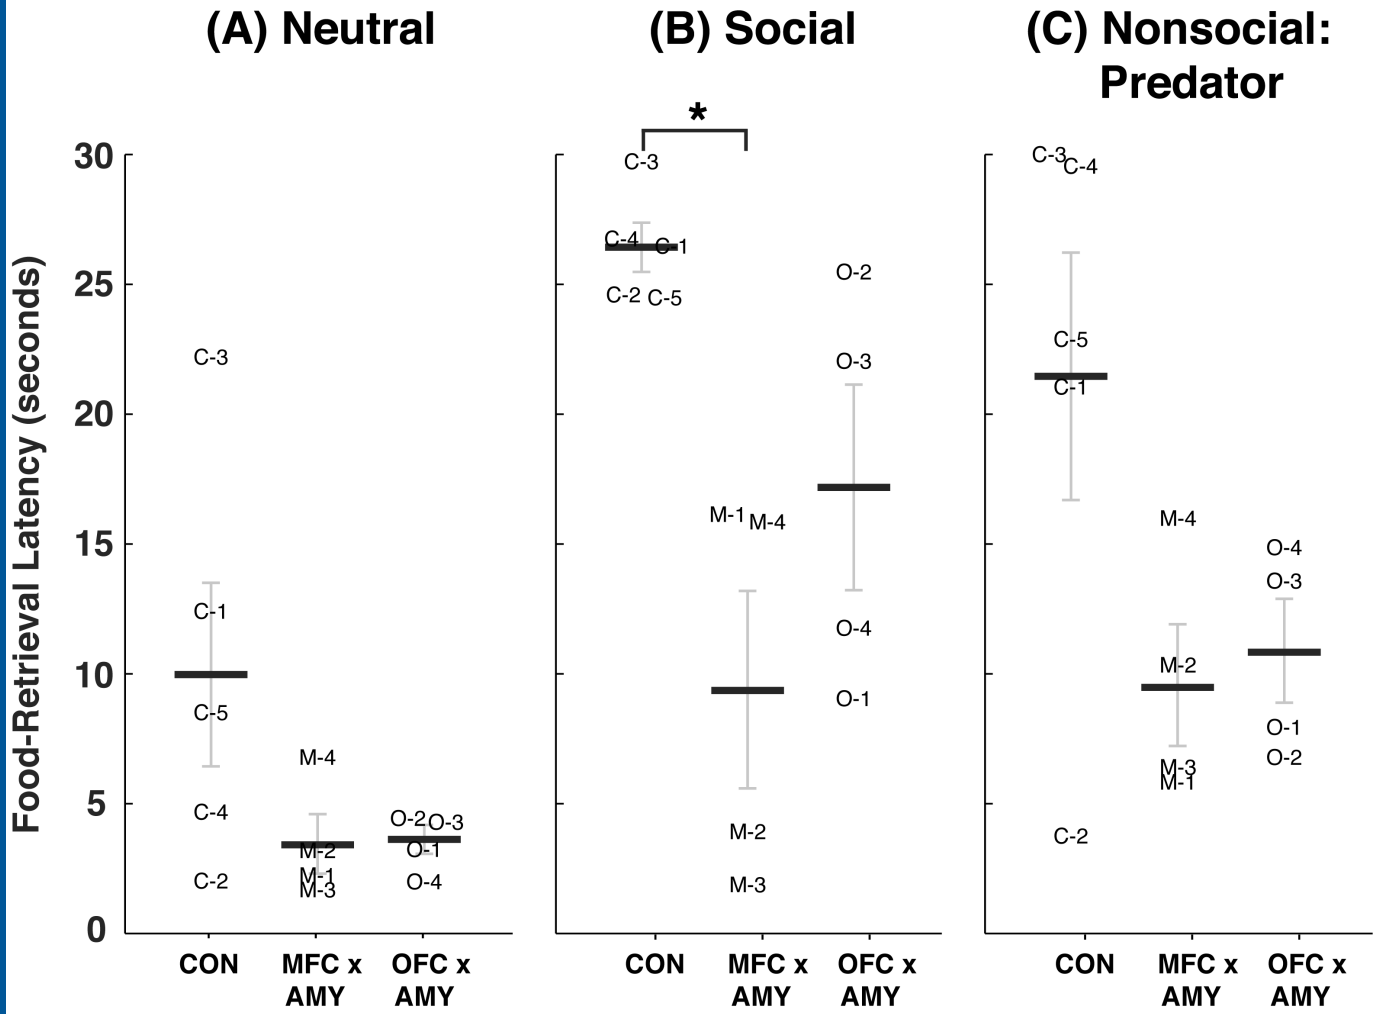 (A) Neutral
(B) Social
(C) Nonsocial:
Predator
*
Food-Retrieval Latency (seconds)
30
25
20
15
10
5
0
C-3
C-1
C-5
C-4
C-2
M-4
M-2
M-1
M-3
O-2
O-3
O-1
O-4
CON
MFC x
AMY
OFC x
AMY
C-3
C-4
C-1
C-2
C-5
M-1
M-4
M-2
M-3
O-2
O-3
O-4
O-1
CON
MFC x
AMY
OFC x
AMY
C-3
C-4
C-5
C-1
C-2
M-4
M-2
M-3
M-1
O-4
O-3
O-1
O-2
CON
MFC x
AMY
OFC x
AMY